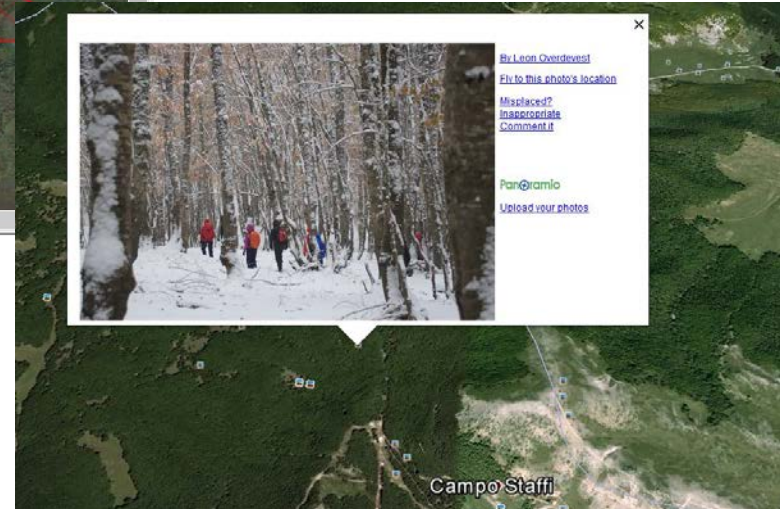 By Leon Overdevest
Fly to this photo's location
Misplaced?
Inappropriate
Comment it
Panoramio
Upload your photos
Campo Staffi